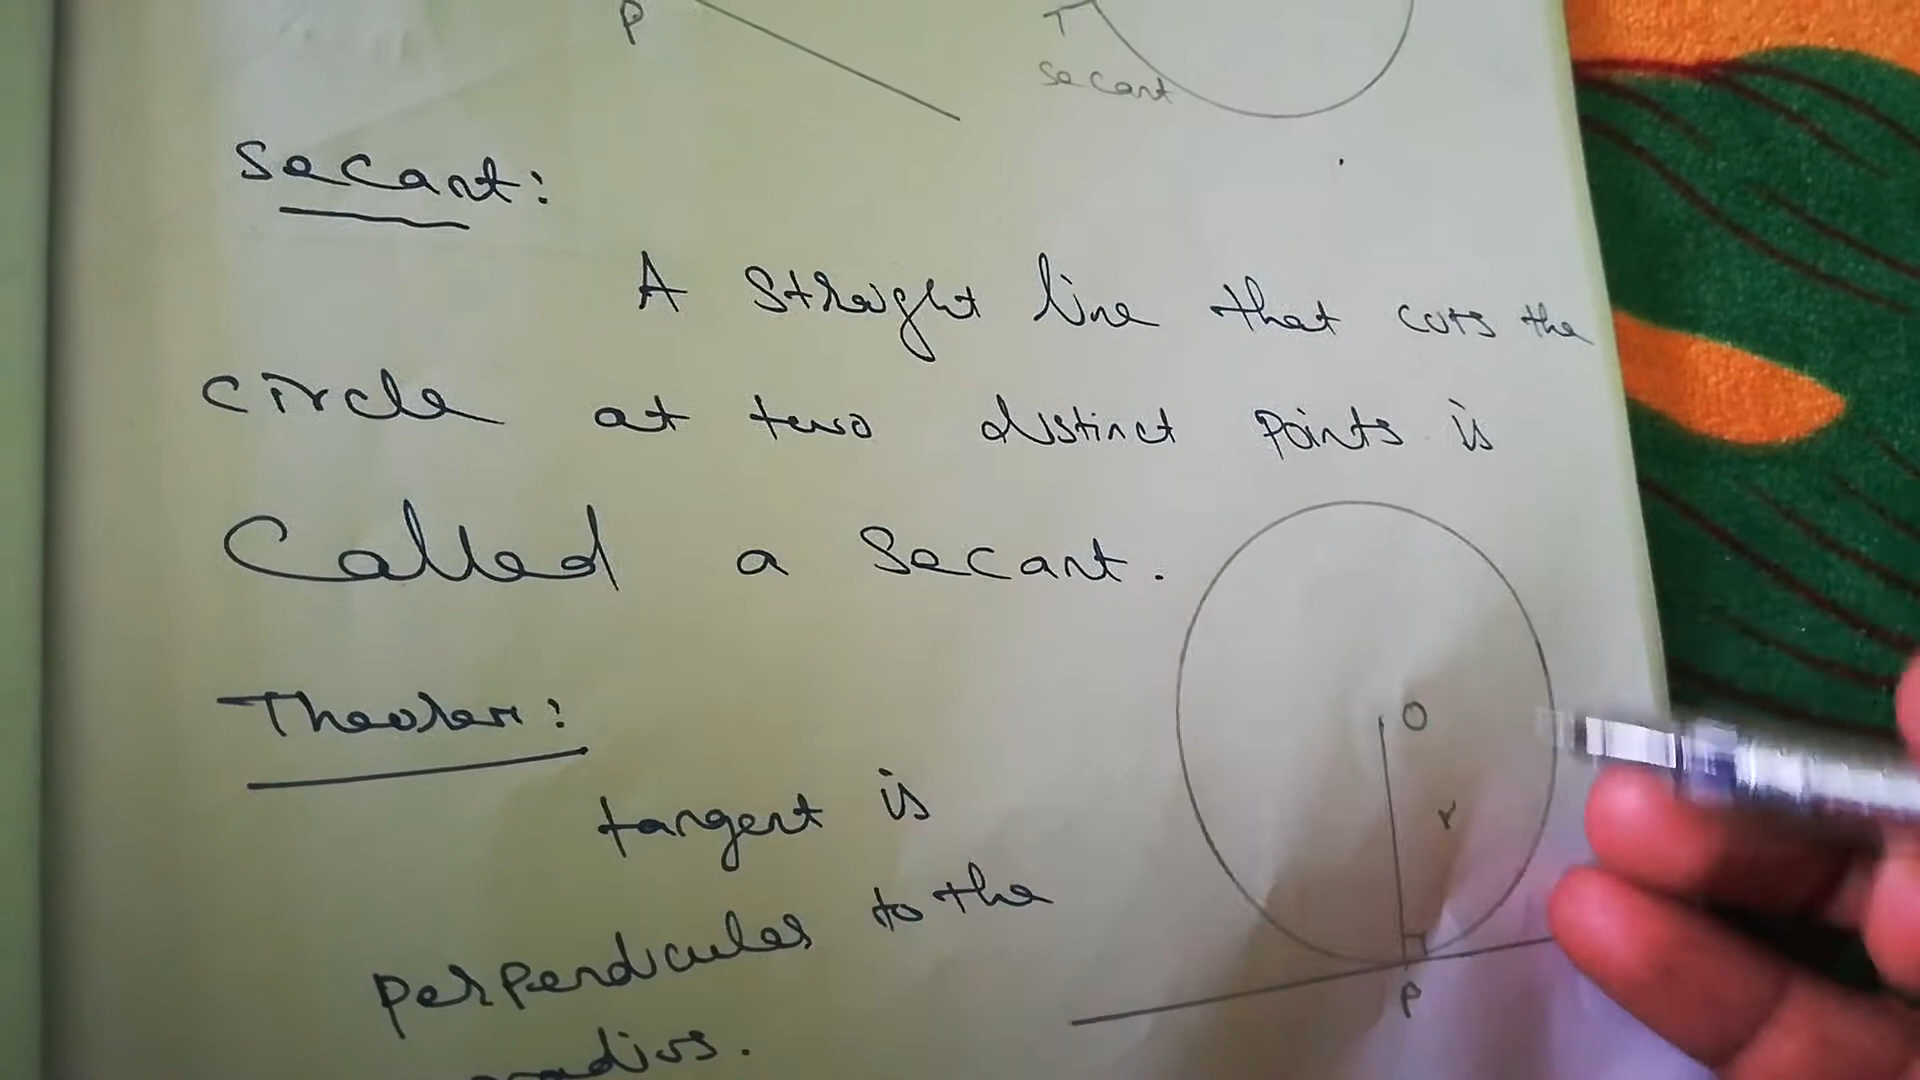 P
T
Secant
Secant:
A straight line that cuts the
circle at two distinct points is
Called a Secant.
Theorem:
tangent is
perpendicular to the
radius.
O
r
P